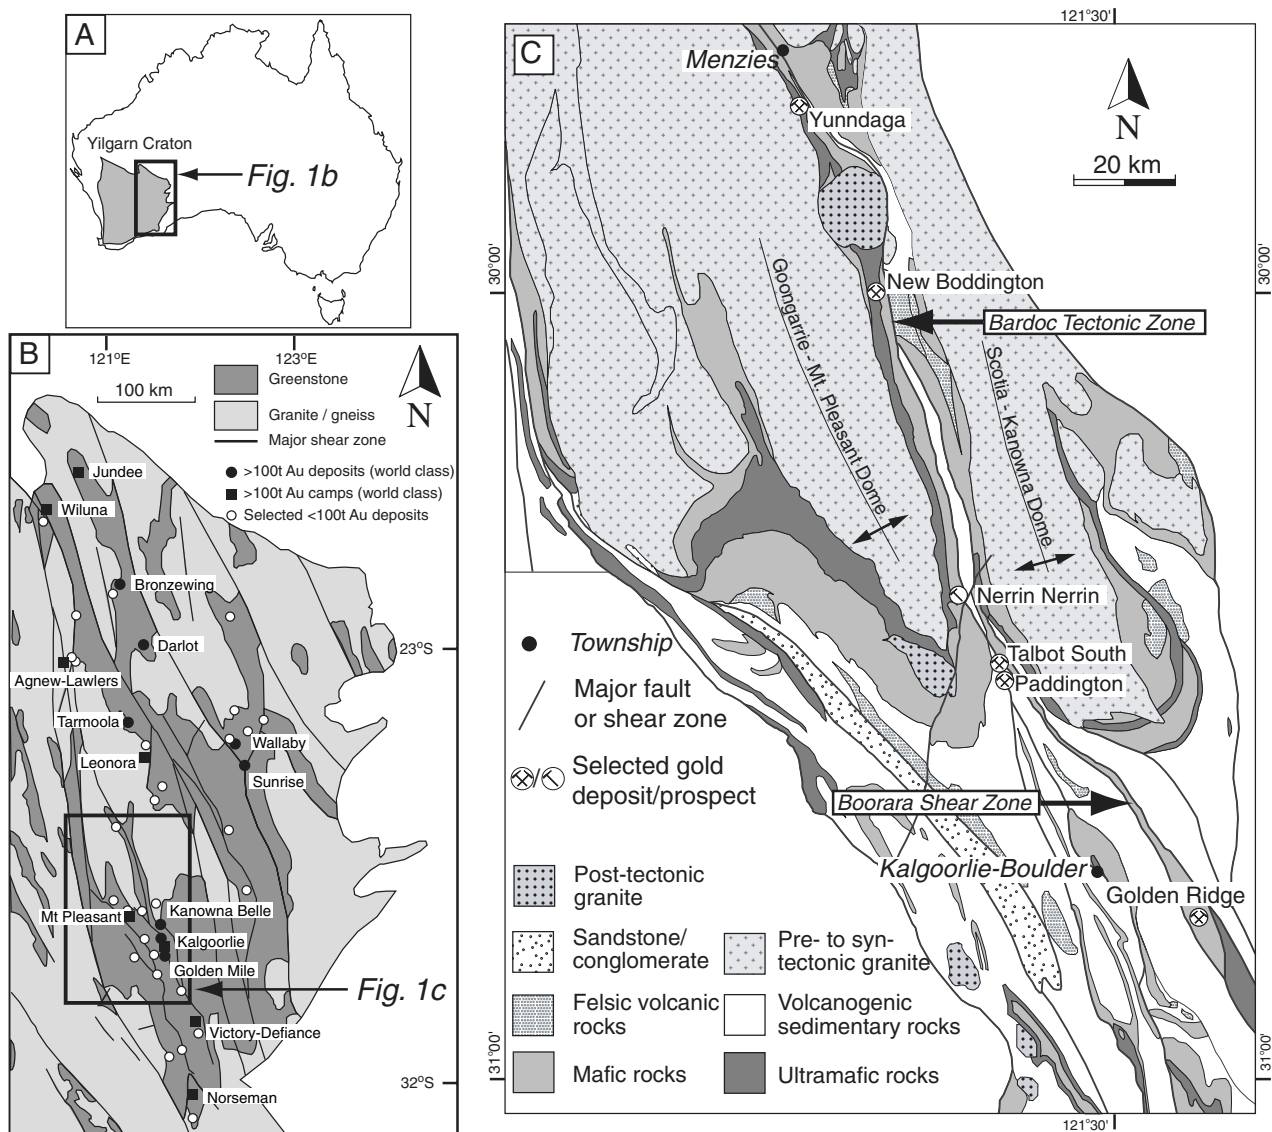 A
Yilgarn Craton
Fig. 1b
B
121°E
123°E
100 km
N
Greenstone
Granite / gneiss
Major shear zone
>100t Au deposits (world class)
>100t Au camps (world class)
Selected <100t Au deposits
Jundee
Wiluna
Bronzewing
Darlot
23°S
Agnew-Lawlers
Tarmoola
Wallaby
Leonora
Sunrise
Mt Pleasant
Kanowna Belle
Kalgoorlie
Golden Mile
Fig. 1c
Victory-Defiance
32°S
Norseman
C
121°30'
Menzies
Yunndaga
N
20 km
30°00'
30°00'
New Boddington
Bardoc Tectonic Zone
Goongarrie - Mt. Pleasant Dome
Scotia - Kanowna Dome
Nerrin Nerrin
Talbot South
Paddington
Boorara Shear Zone
Kalgoorlie-Boulder
Golden Ridge
Township
Major fault
or shear zone
/
Selected gold
deposit/prospect
Post-tectonic
granite
Sandstone/
conglomerate
Pre- to syn-
tectonic granite
Felsic volcanic
rocks
Volcanogenic
sedimentary rocks
Mafic rocks
Ultramafic rocks
31°00'
31°00'
121°30'